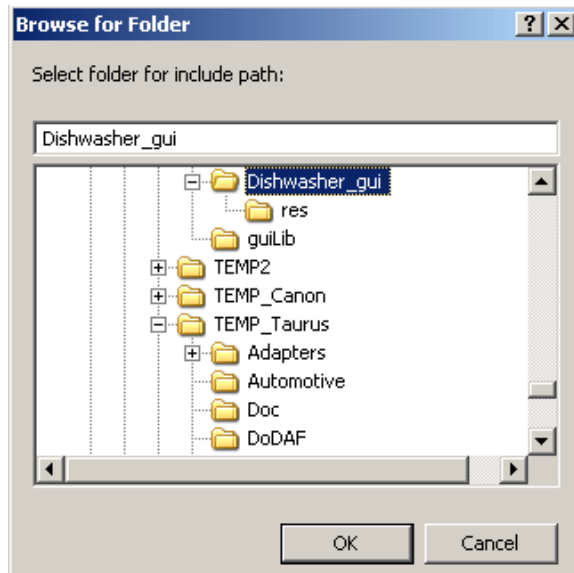 Browse for Folder
Select folder for include path:
Dishwasher_gui
Dishwasher_gui
res
guiLib
TEMP2
TEMP_Canon
TEMP_Taurus
Adapters
Automotive
Doc
DoDAF
OK Cancel